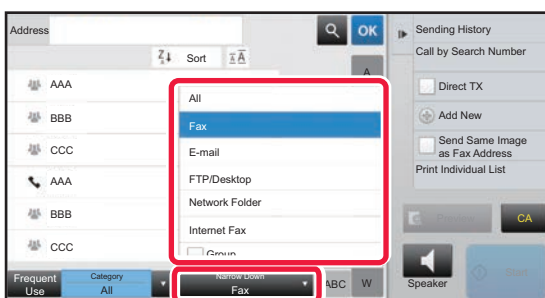 Address
OK
Sort
A
AAA
BBB
CCC
AAA
BBB
CCC
All
Fax
E-mail
FTP/Desktop
Network Folder
Internet Fax
Group
Frequent
Use
Category
All
Narrow Down
Fax
ABC
W
Sending History
Call by Search Number
Direct TX
Add New
Send Same Image
as Fax Address
Print Individual List
Preview
CA
Speaker
Start